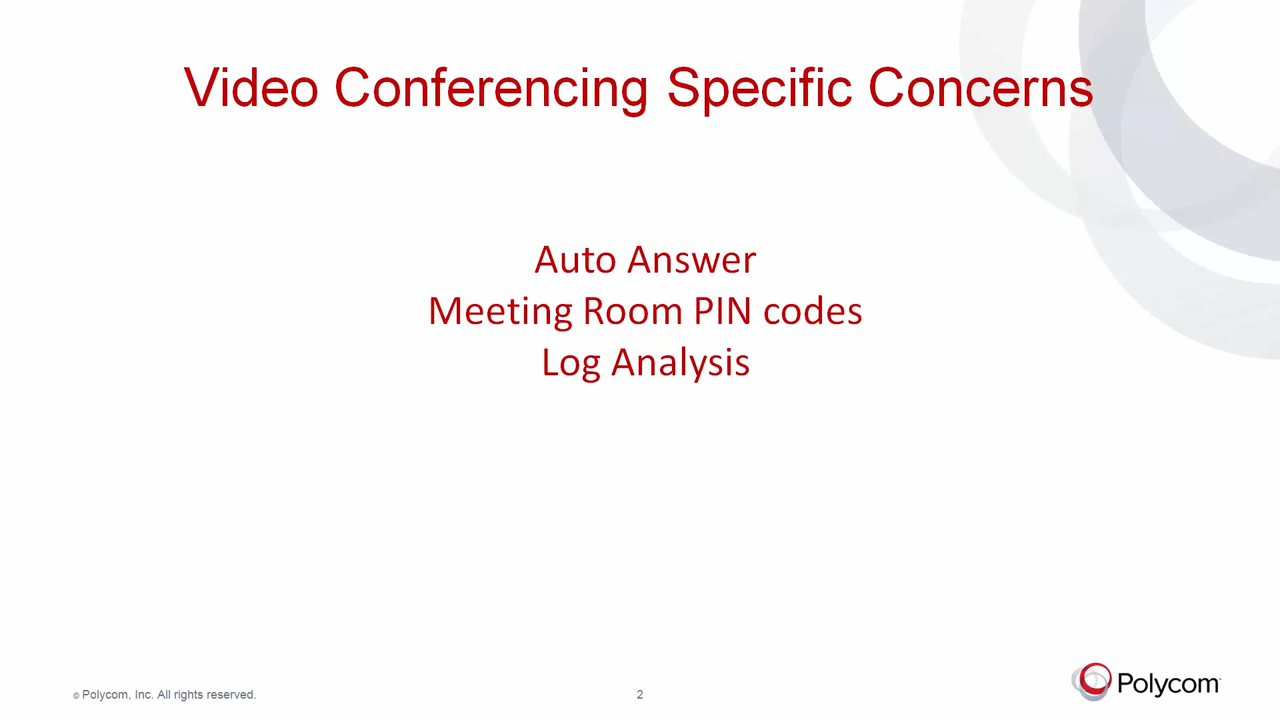 Video Conferencing Specific Concerns
Auto Answer
Meeting Room PIN codes
Log Analysis
© Polycom, Inc. All rights reserved.
2
Polycom